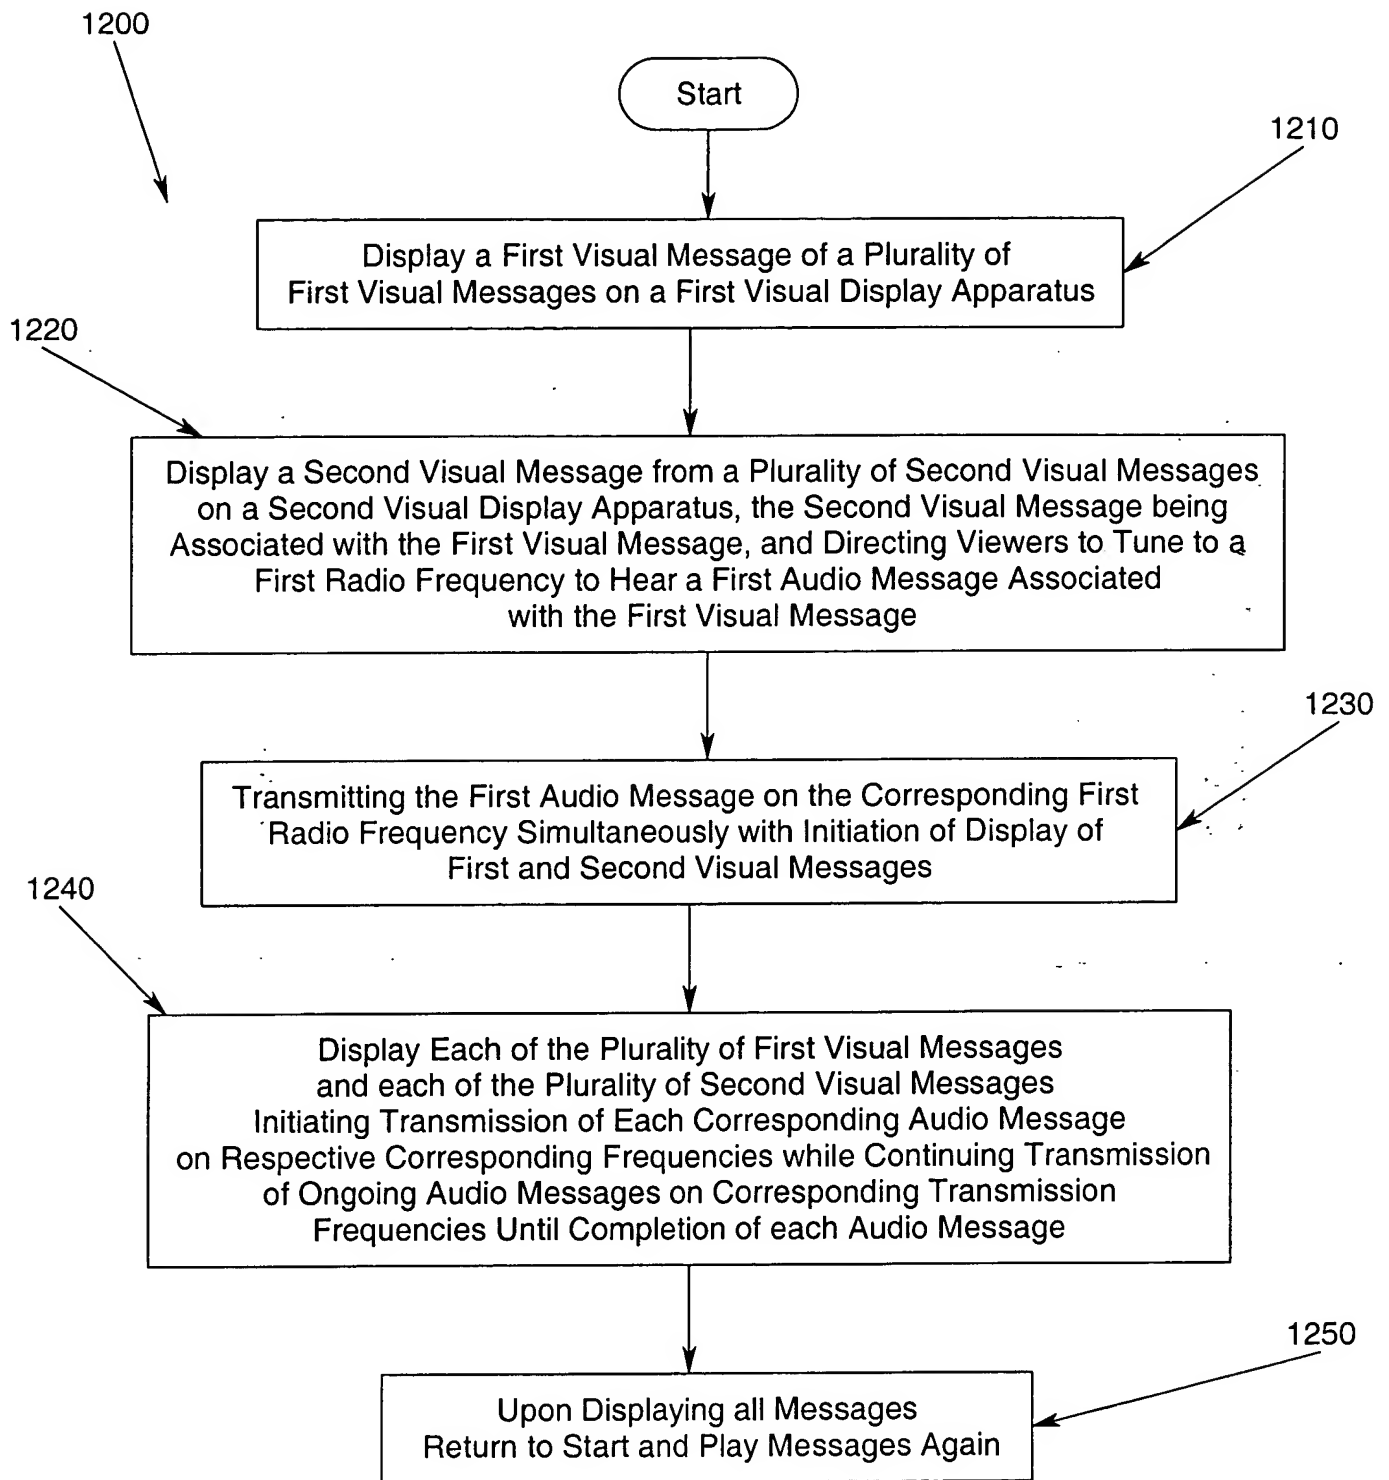 1200
Start
1210
Display a First Visual Message of a Plurality of
First Visual Messages on a First Visual Display Apparatus
1220
Display a Second Visual Message from a Plurality of Second Visual Messages
on a Second Visual Display Apparatus, the Second Visual Message being
Associated with the First Visual Message, and Directing Viewers to Tune to a
First Radio Frequency to Hear a First Audio Message Associated
with the First Visual Message
1230
Transmitting the First Audio Message on the Corresponding First
Radio Frequency Simultaneously with Initiation of Display of
First and Second Visual Messages
1240
Display Each of the Plurality of First Visual Messages
and each of the Plurality of Second Visual Messages
Initiating Transmission of Each Corresponding Audio Message
on Respective Corresponding Frequencies while Continuing Transmission
of Ongoing Audio Messages on Corresponding Transmission
Frequencies Until Completion of each Audio Message
1250
Upon Displaying all Messages
Return to Start and Play Messages Again